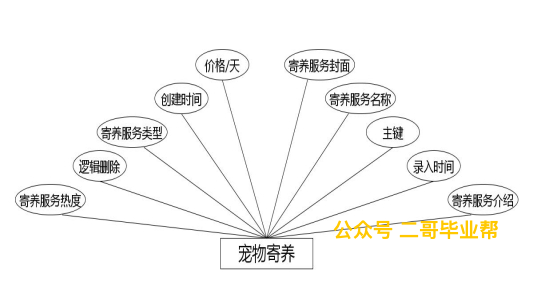 价格/天
寄养服务封面
创建时间
寄养服务名称
寄养服务类型
主键
逻辑删除
录入时间
寄养服务热度
寄养服务介绍
公众号 二哥毕业帮
宠物寄养